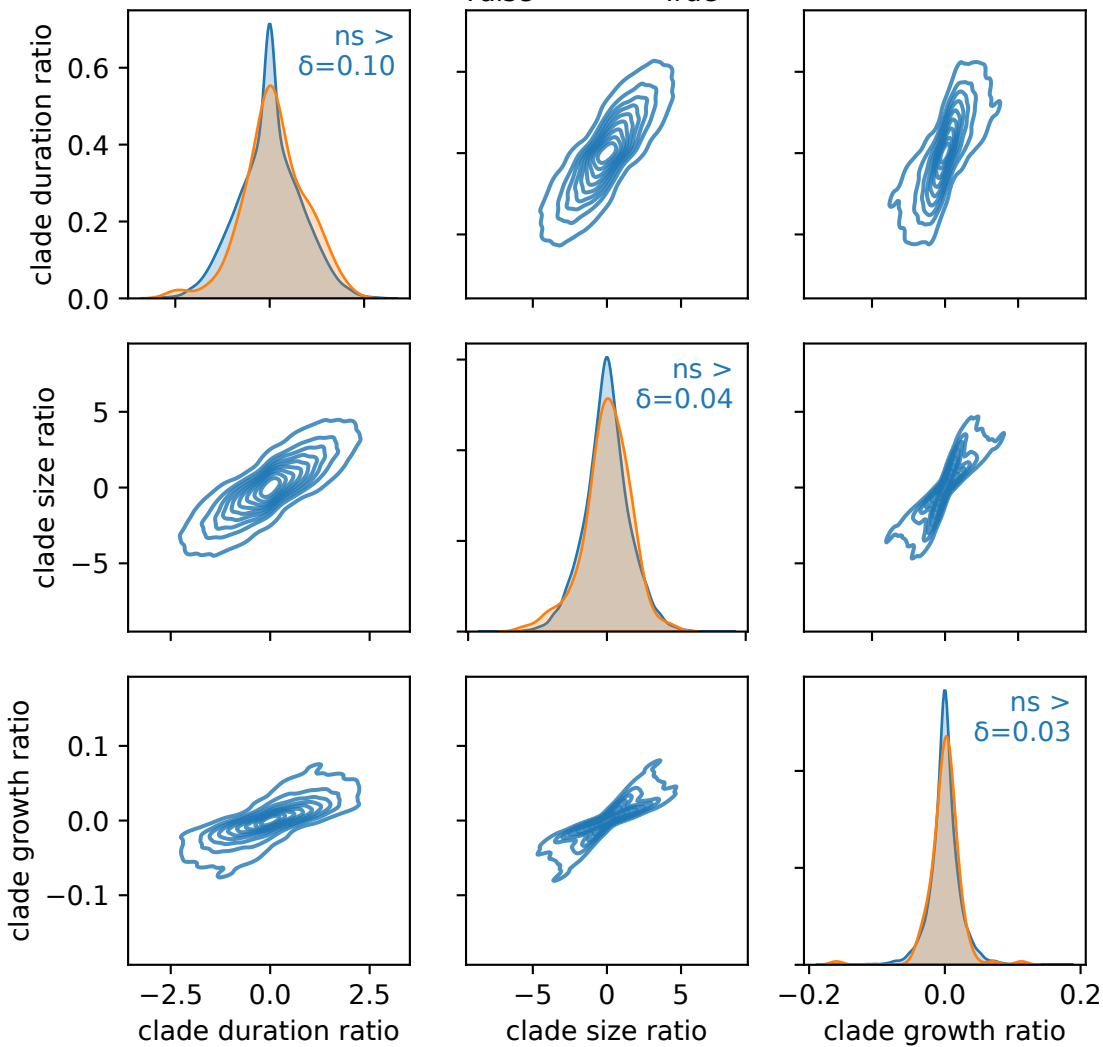 clade duration ratio
0.6
0.4
0.2
0.0
ns >
δ=0.10
clade size ratio
5
0
−5
ns >
δ=0.04
clade growth ratio
0.1
0.0
−0.1
ns >
δ=0.03
−2.5 0.0 2.5
clade duration ratio
−5 0 5
clade size ratio
−0.2 0.0 0.2
clade growth ratio